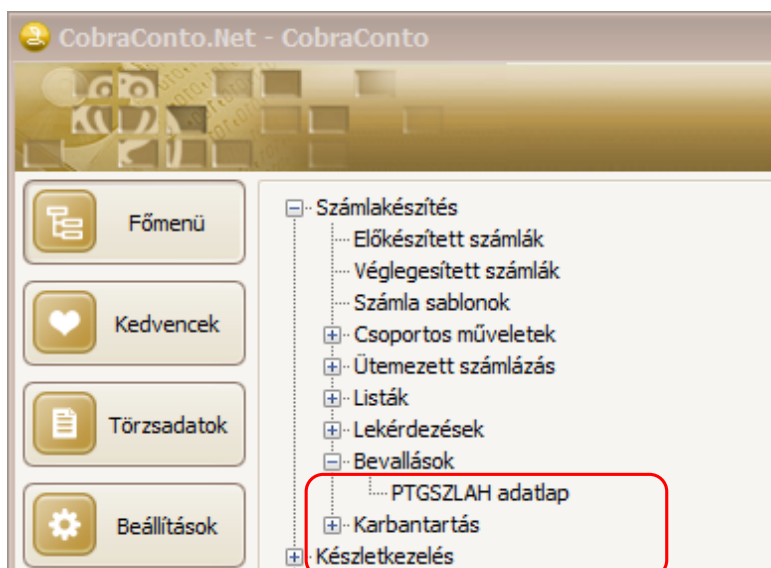 CobraConto.Net - CobraConto
Főmenü
Kedvencek
Törzsadatok
Beállítások
Számlakészítés
Előkészített számlák
Véglegesített számlák
Számla sablonok
Csoportos műveletek
Ütemezett számlázás
Listák
Lekérdezések
Bevallások
PTGSZLAH adatlap
Karbantartás
Készletkezelés